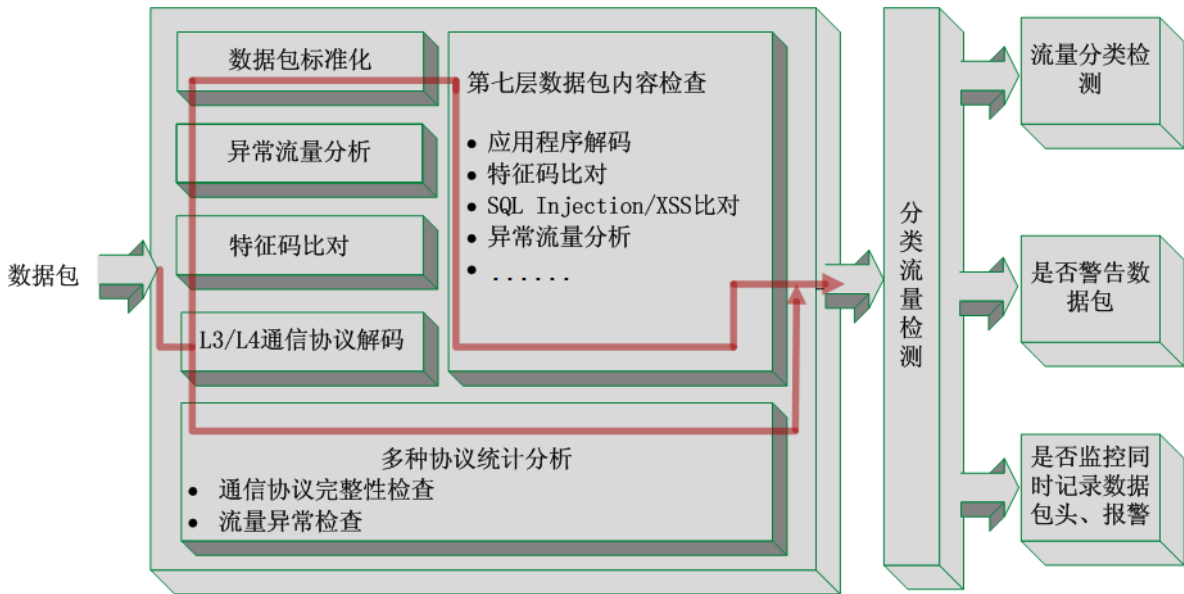 数据包
数据包标准化
异常流量分析
特征码比对
L3/L4通信协议解码
第七层数据包内容检查
• 应用程序解码
• 特征码比对
• SQL Injection/XSS比对
• 异常流量分析
• ......
多种协议统计分析
• 通信协议完整性检查
• 流量异常检查
分类流量检测
流量分类检
测
是否警告数
据包
是否监控同
时记录数据
包头、报警